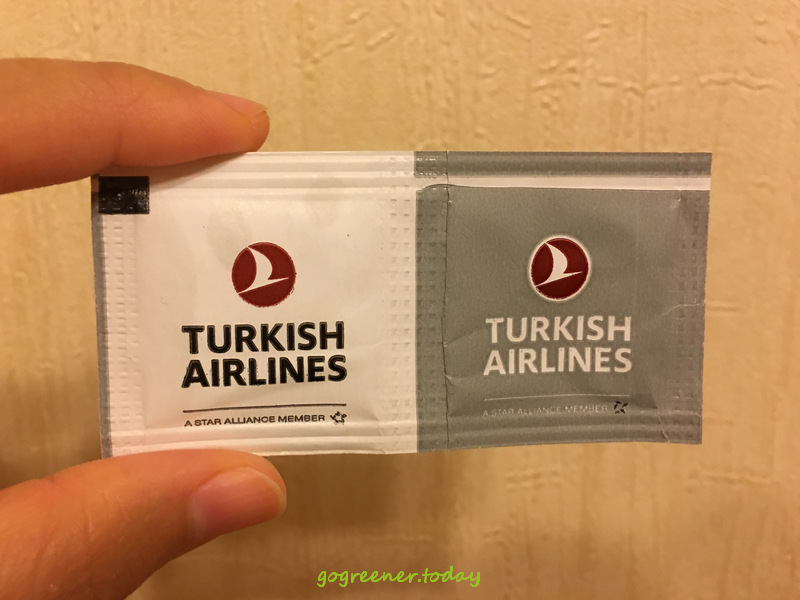 TURKISH
AIRLINES
A STAR ALLIANCE MEMBER
TURKISH
AIRLINES
A STAR ALLIANCE MEMBER
gogreener.today